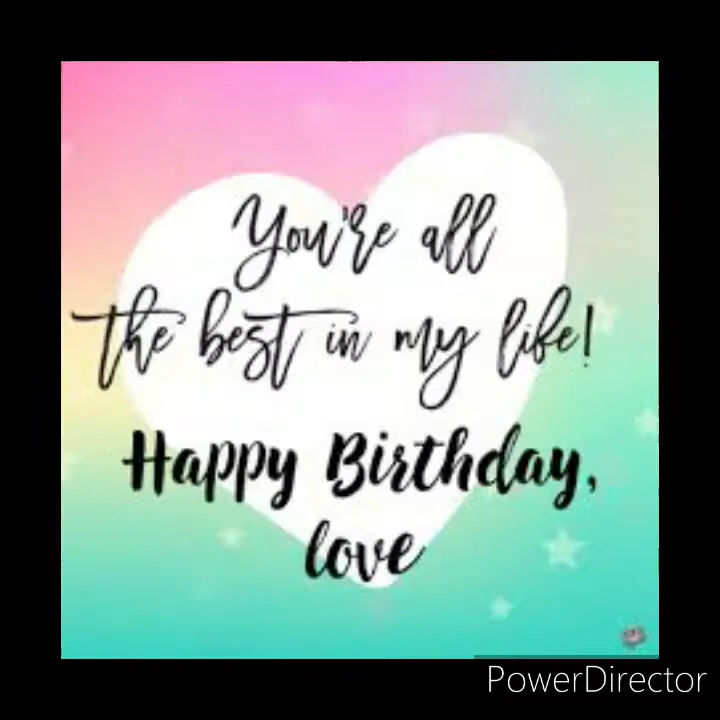 You're all
the best in my life!
Happy Birthday,
love
PowerDirector